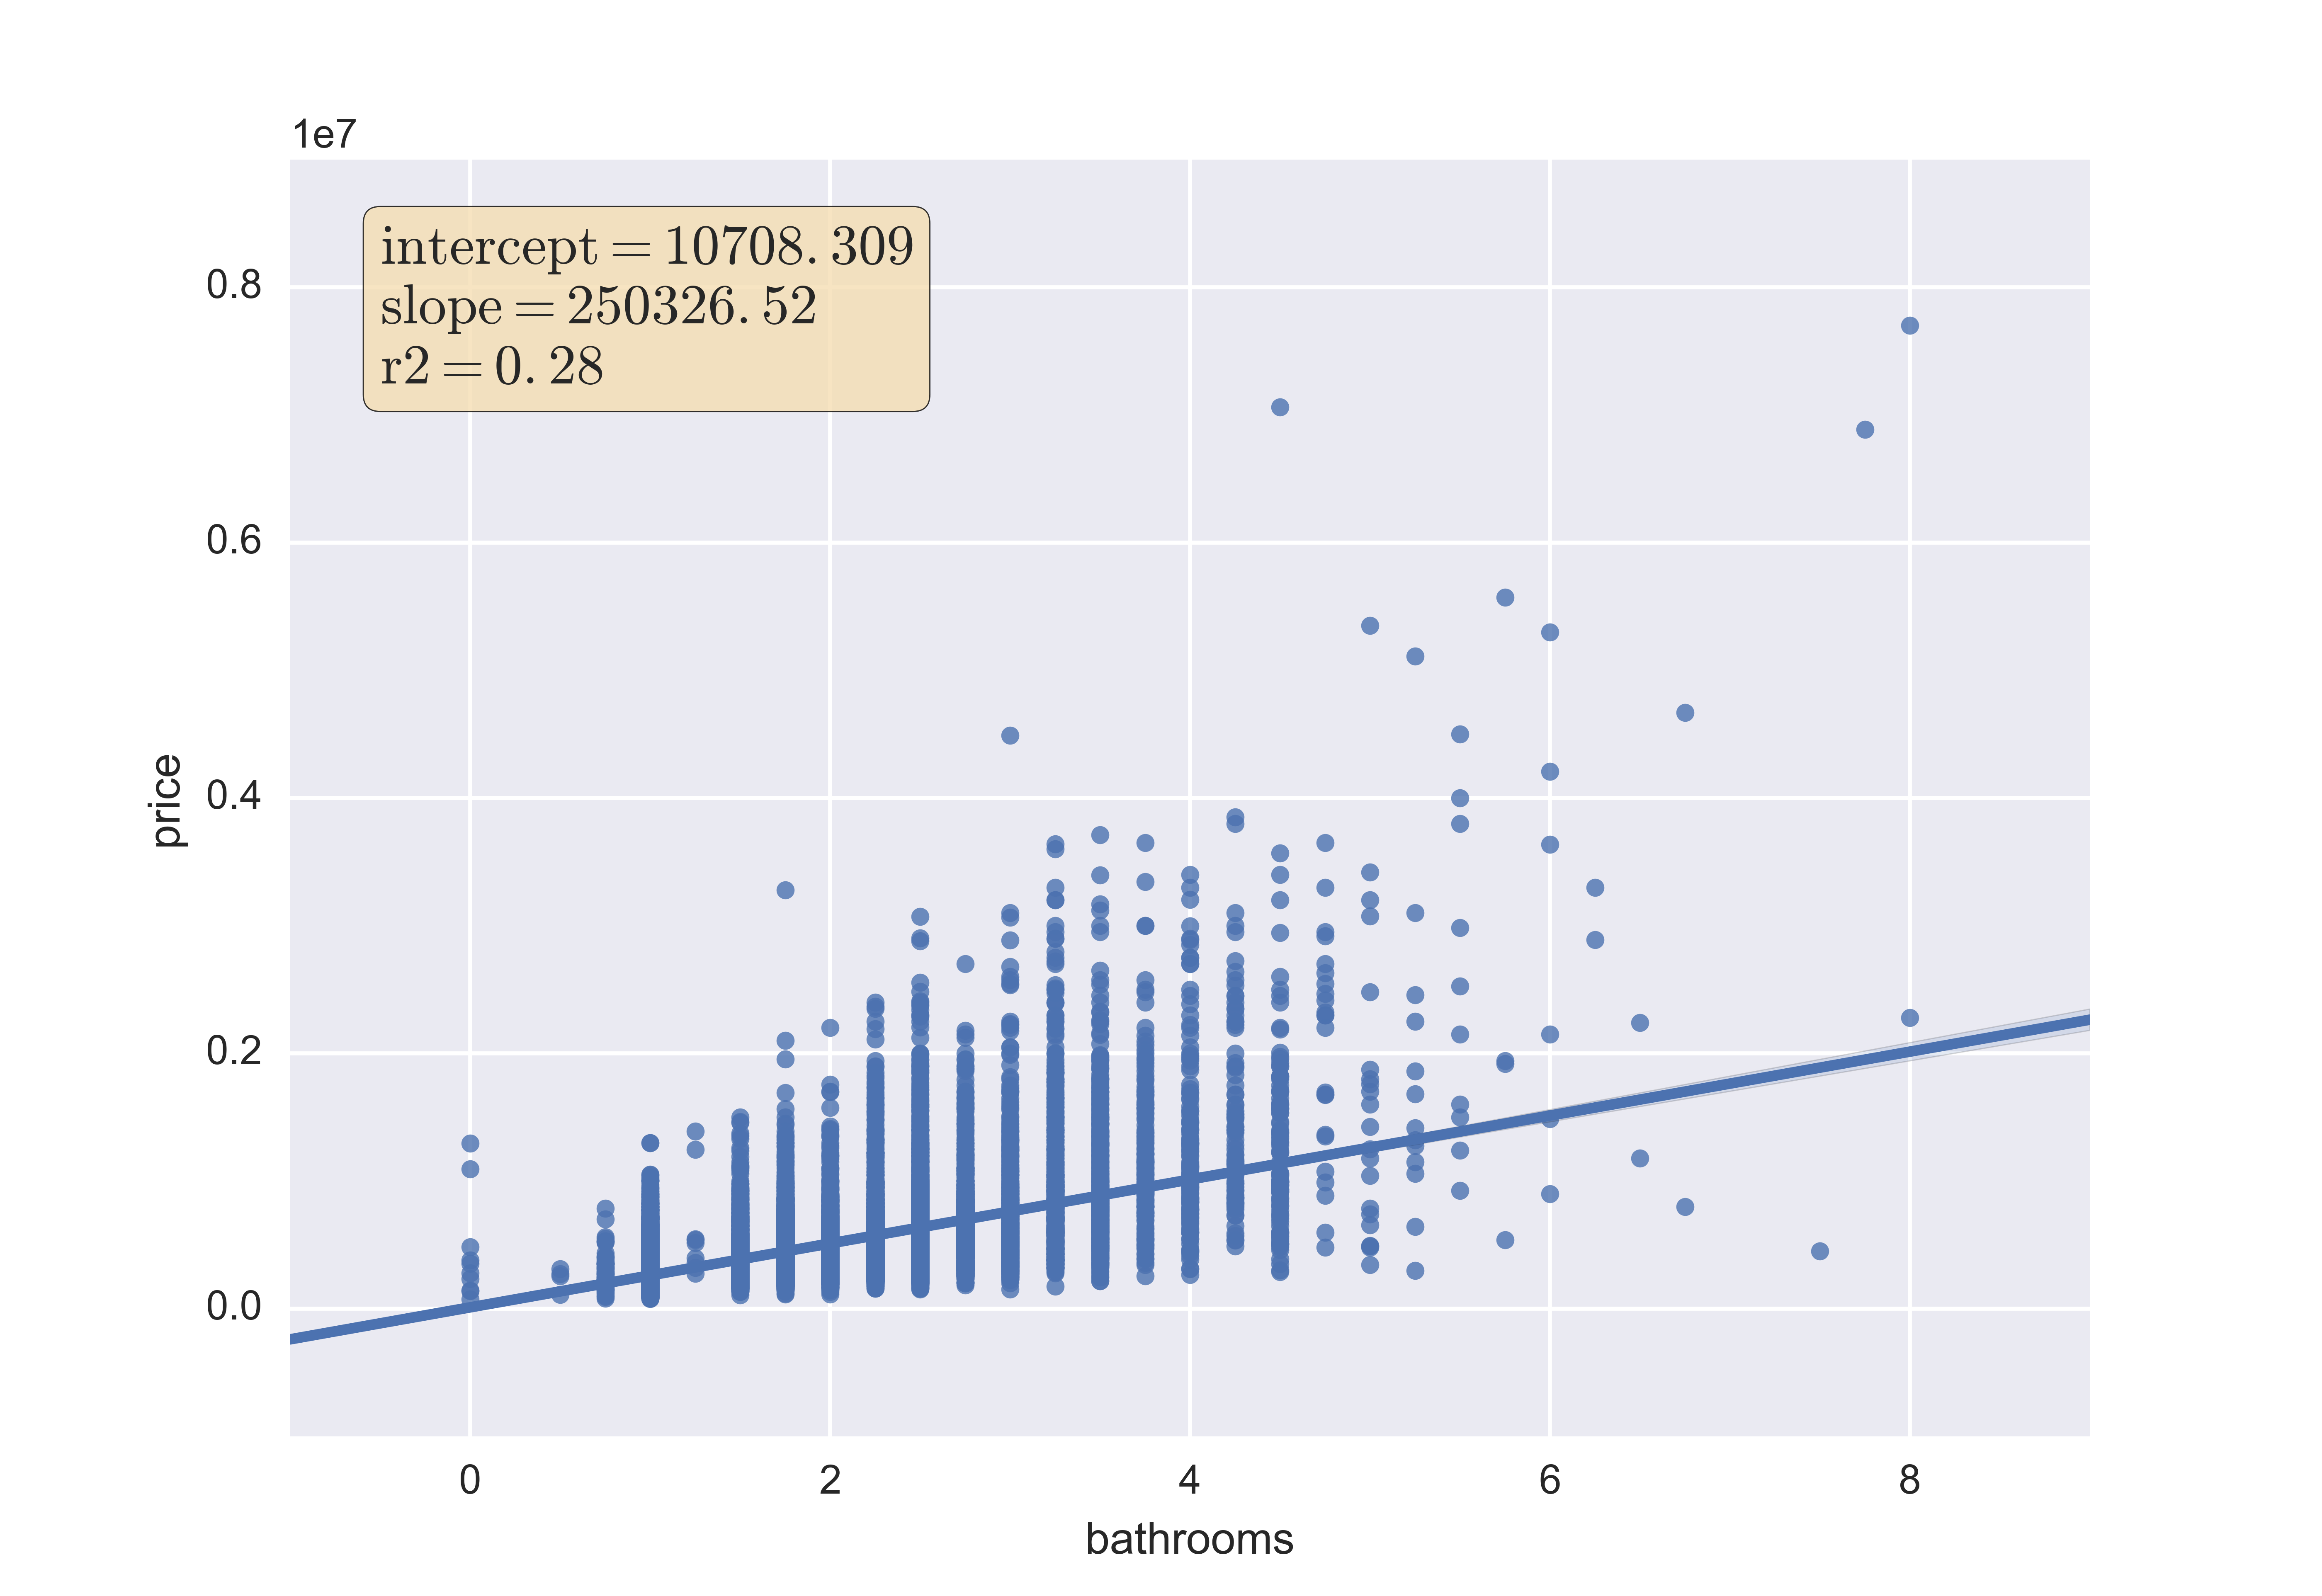 1e7
intercept = 10708.309
slope = 250326.52
r2 = 0.28
0.8
0.6
0.4
0.2
0.0
price
0 2 4 6 8
bathrooms